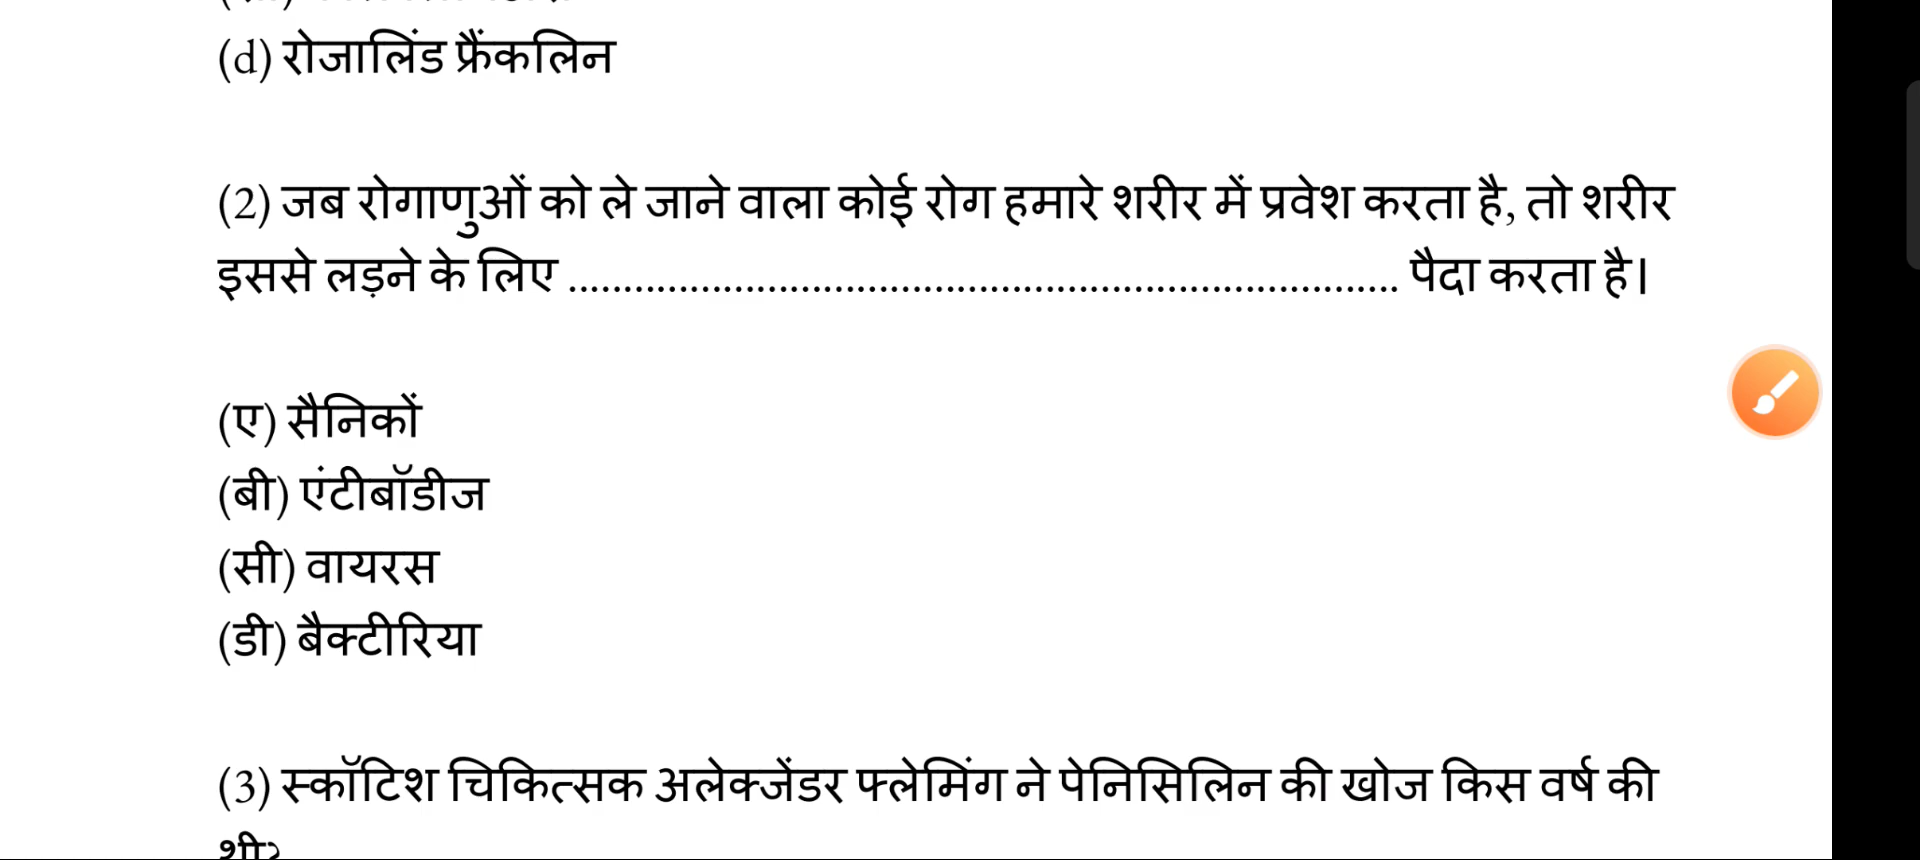 (d) रोजालिंड फ्रैंकलिन
(2) जब रोगाणुओं को ले जाने वाला कोई रोग हमारे शरीर में प्रवेश करता है, तो शरीर
इससे लड़ने के लिए ........................................................................... पैदा करता है।
(ए) सैनिकों
(बी) एंटीबॉडीज
(सी) वायरस
(डी) बैक्टीरिया
(3) स्कॉटिश चिकित्सक अलेक्जेंडर फ्लेमिंग ने पेनिसिलिन की खोज किस वर्ष की
थी?